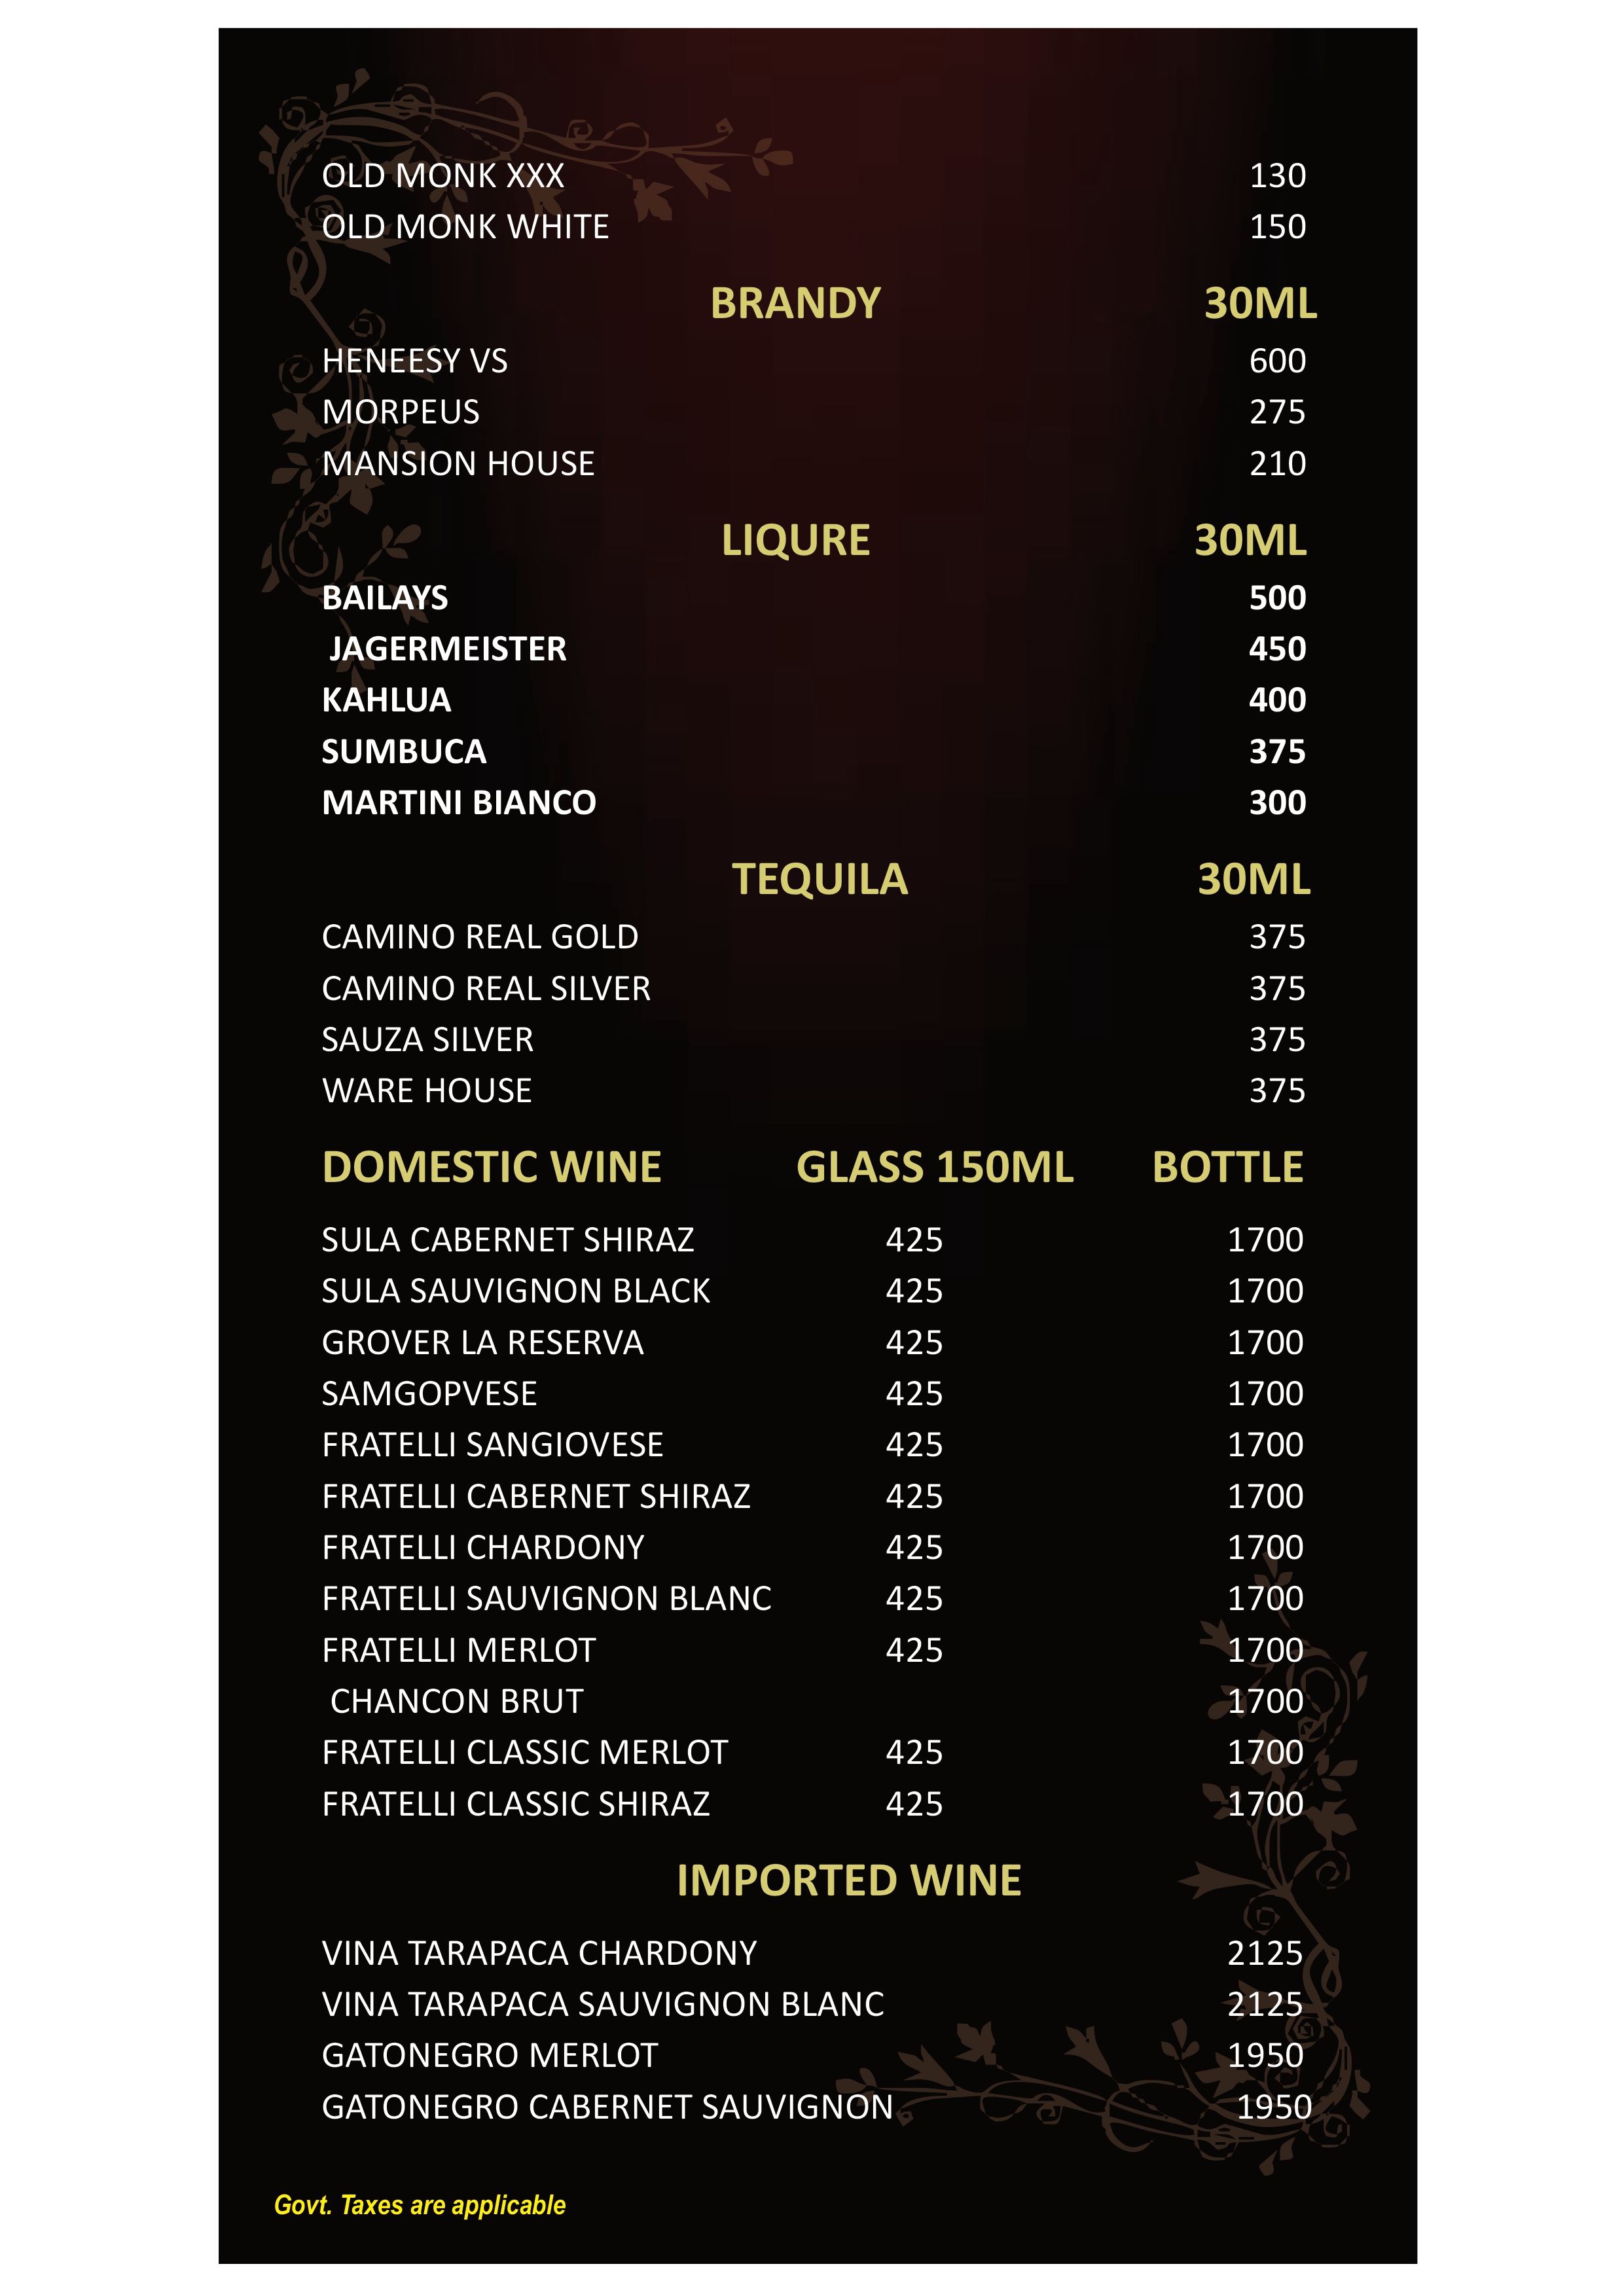 OLD MONK XXX 130
OLD MONK WHITE 150
BRANDY 30ML
HENEESY VS 600
MORPEUS 275
MANSION HOUSE 210
LIQURE 30ML
BAILAYS 500
JAGERMEISTER 450
KAHLUA 400
SUMBUCA 375
MARTINI BIANCO 300
TEQUILA 30ML
CAMINO REAL GOLD 375
CAMINO REAL SILVER 375
SAUZA SILVER 375
WARE HOUSE 375
DOMESTIC WINE GLASS 150ML BOTTLE
SULA CABERNET SHIRAZ 425 1700
SULA SAUVIGNON BLACK 425 1700
GROVER LA RESERVA 425 1700
SAMGOPVESE 425 1700
FRATELLI SANGIOVESE 425 1700
FRATELLI CABERNET SHIRAZ 425 1700
FRATELLI CHARDONY 425 1700
FRATELLI SAUVIGNON BLANC 425 1700
FRATELLI MERLOT 425 1700
CHANCON BRUT 1700
FRATELLI CLASSIC MERLOT 425 1700
FRATELLI CLASSIC SHIRAZ 425 1700
IMPORTED WINE
VINA TARAPACA CHARDONY 2125
VINA TARAPACA SAUVIGNON BLANC 2125
GATONEGRO MERLOT 1950
GATONEGRO CABERNET SAUVIGNON 1950
Govt. Taxes are applicable